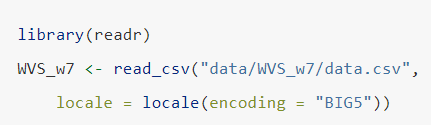 library(readr)
WVS_w7 <- read_csv("data/WVS_w7/data.csv",
    locale = locale(encoding = "BIG5"))